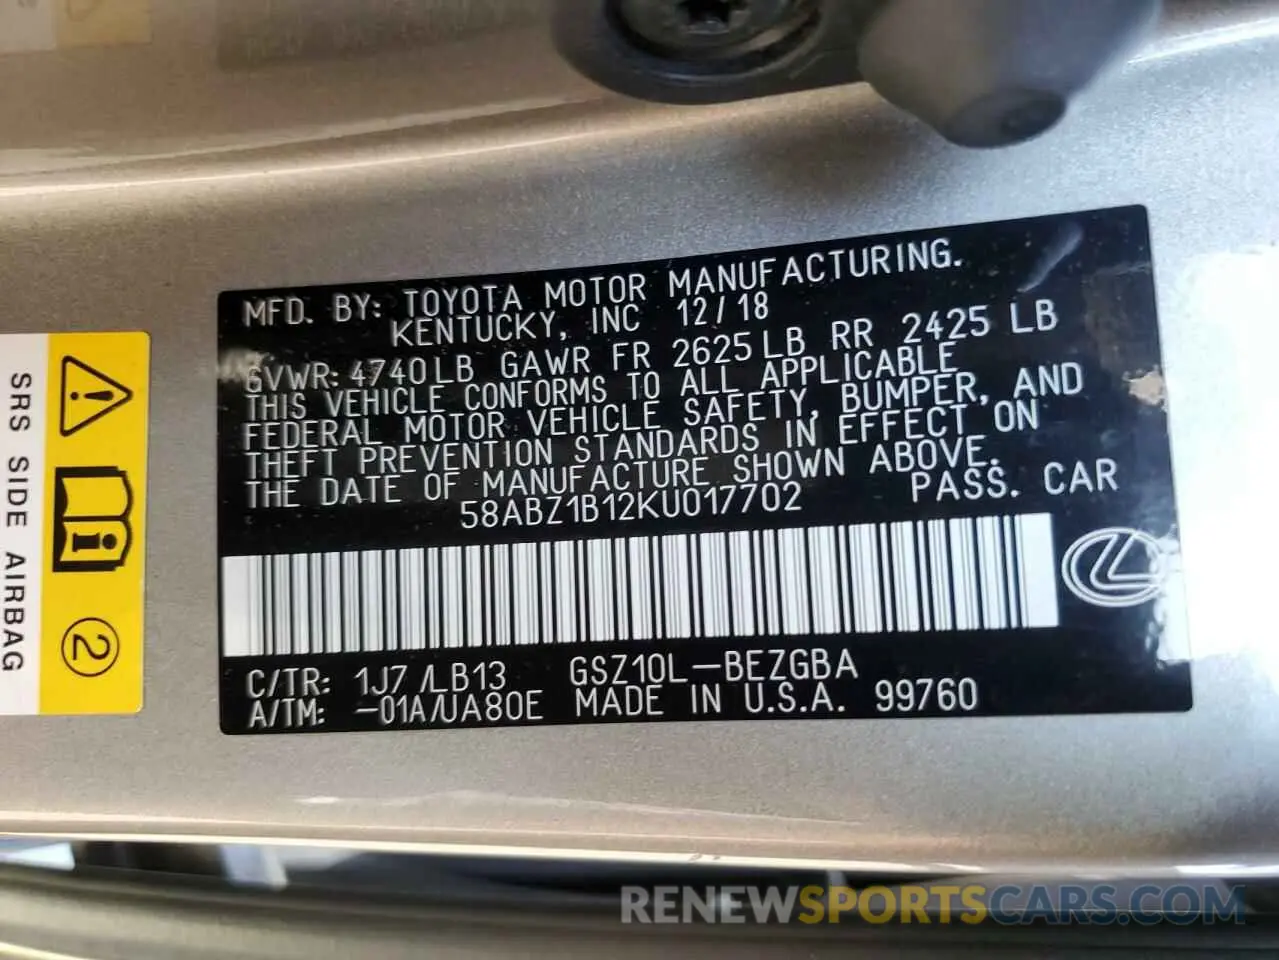 MFD. BY: TOYOTA MOTOR MANUFACTURING.
KENTUCKY, INC 12/18
GVWR: 4740LB GAWR FR 2625LB RR 2425 LB
THIS VEHICLE CONFORMS TO ALL APPLICABLE
FEDERAL MOTOR VEHICLE SAFETY, BUMPER, AND
THEFT PREVENTION STANDARDS IN EFFECT ON
THE DATE OF MANUFACTURE SHOWN ABOVE.
58ABZ1B12KU017702 PASS. CAR
C/TR: 1J7 /LB13 GSZ10L-BEZGBA
A/TM: -01A/UA80E MADE IN U.S.A. 99760
SRS SIDE AIRBAG
2
RENEWSPORTSCARS.COM